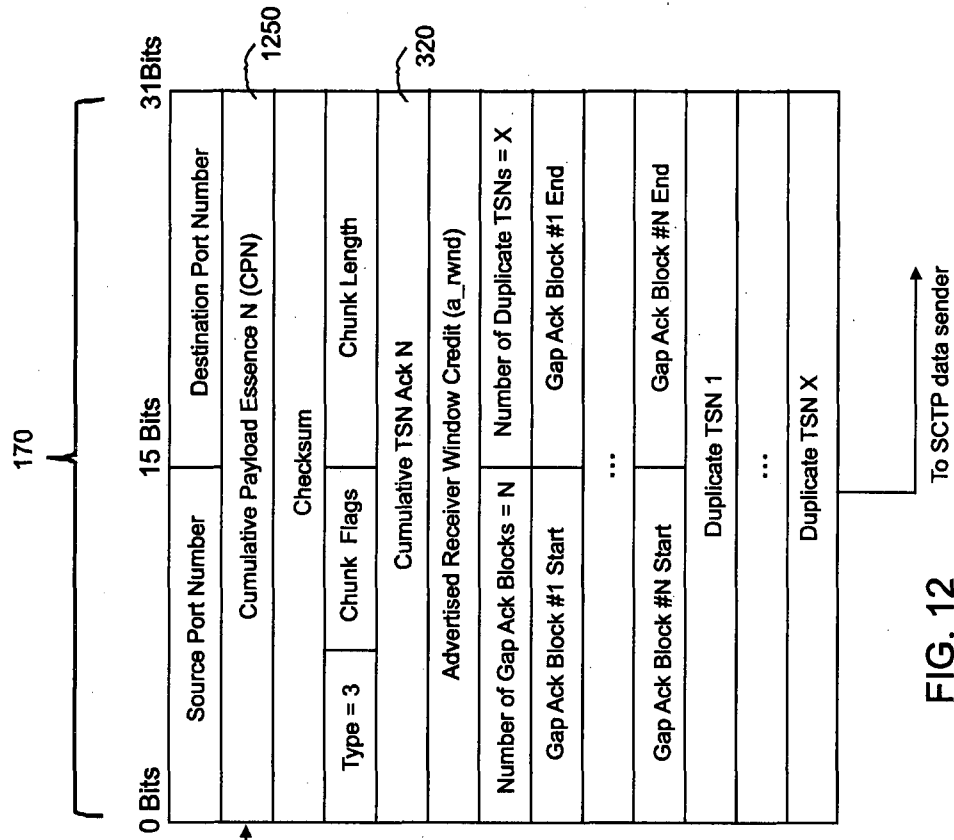 170
0 Bits 15 Bits 31Bits
Source Port Number Destination Port Number
Cumulative Payload Essence N (CPN) 1250
Checksum
Type = 3 Chunk Flags Chunk Length
Cumulative TSN Ack N 320
Advertised Receiver Window Credit (a_rwnd)
Number of Gap Ack Blocks = N Number of Duplicate TSNs = X
Gap Ack Block #1 Start Gap Ack Block #1 End
...
Gap Ack Block #N Start Gap Ack Block #N End
Duplicate TSN 1
...
Duplicate TSN X
To SCTP data sender
FIG. 12